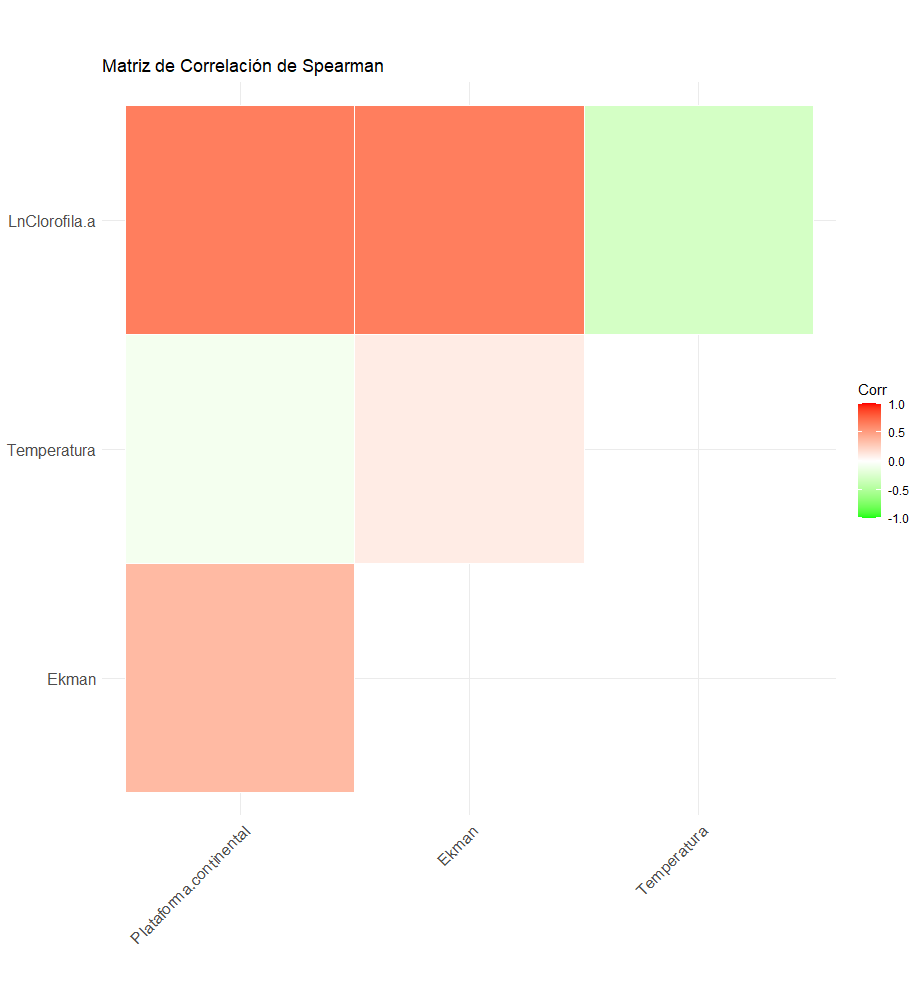 Matriz de Correlación de Spearman
LnClorofila.a
Temperatura
Ekman
Plataforma.continental
Ekman
Temperatura
Corr
1.0
0.5
0.0
-0.5
-1.0